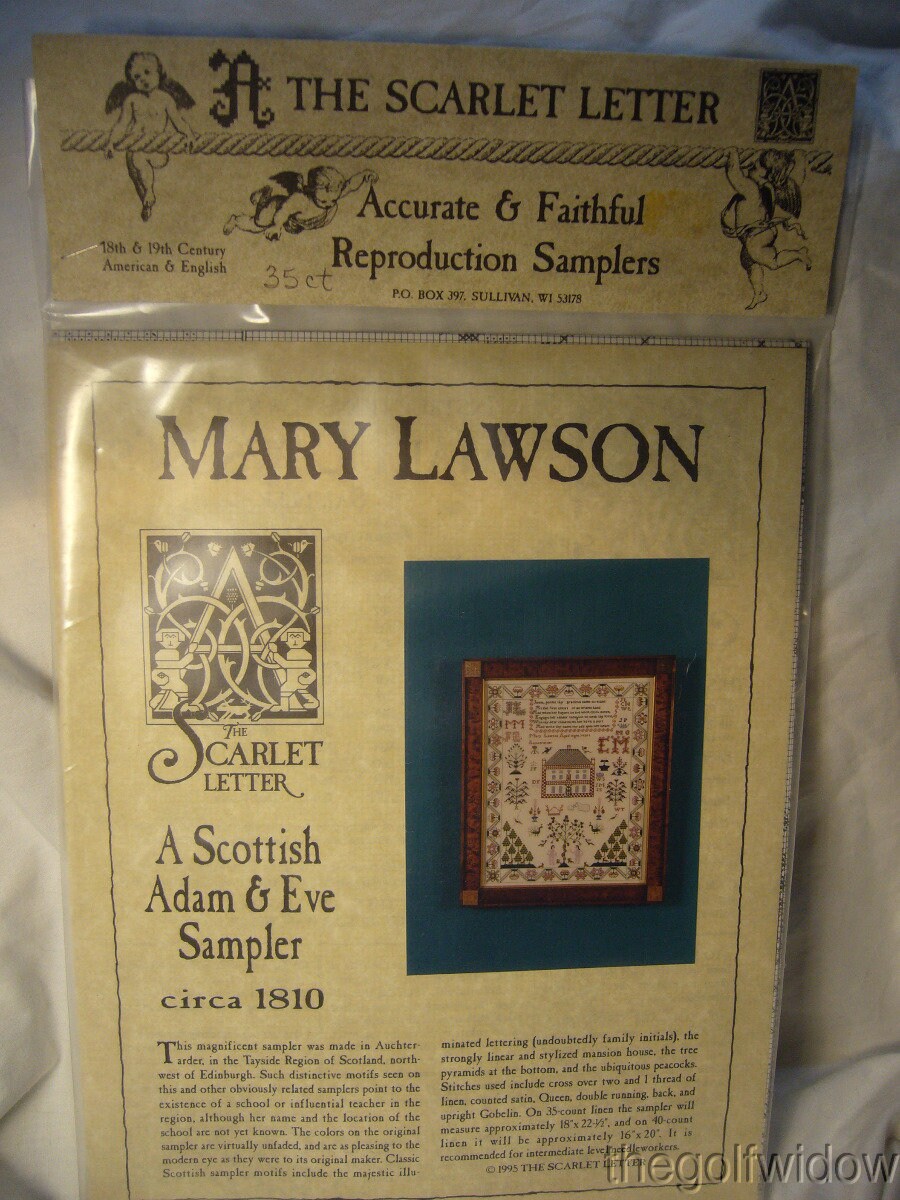 A THE SCARLET LETTER
Accurate & Faithful
Reproduction Samplers
18th & 19th Century
American & English
35ct
P.O. BOX 397, SULLIVAN, WI 53178
MARY LAWSON
A
THE
SCARLET
LETTER
A Scottish
Adam & Eve
Sampler
circa 1810
This magnificent sampler was made in Auchter-
arder, in the Tayside Region of Scotland, north-
west of Edinburgh. Such distinctive motifs seen on
this and other obviously related samplers point to the
existence of a school or influential teacher in the
region, although her name and the location of the
school are not yet known. The colors on the original
sampler are virtually unfaded, and are as pleasing to the
modern eye as they were to its original maker. Classic
Scottish sampler motifs include the majestic illu-
minated lettering (undoubtedly family initials), the
strongly linear and stylized mansion house, the tree
pyramids at the bottom, and the ubiquitous peacocks.
Stitches used include cross over two and 1 thread of
linen, counted satin, Queen, double running, back, and
upright Gobelin. On 35-count linen the sampler will
measure approximately 18"x 22-½", and on 40-count
linen it will be approximately 16"x 20". It is
recommended for intermediate level needleworkers.
© 1995 THE SCARLET LETTER
JL
EM
thegolfwidow